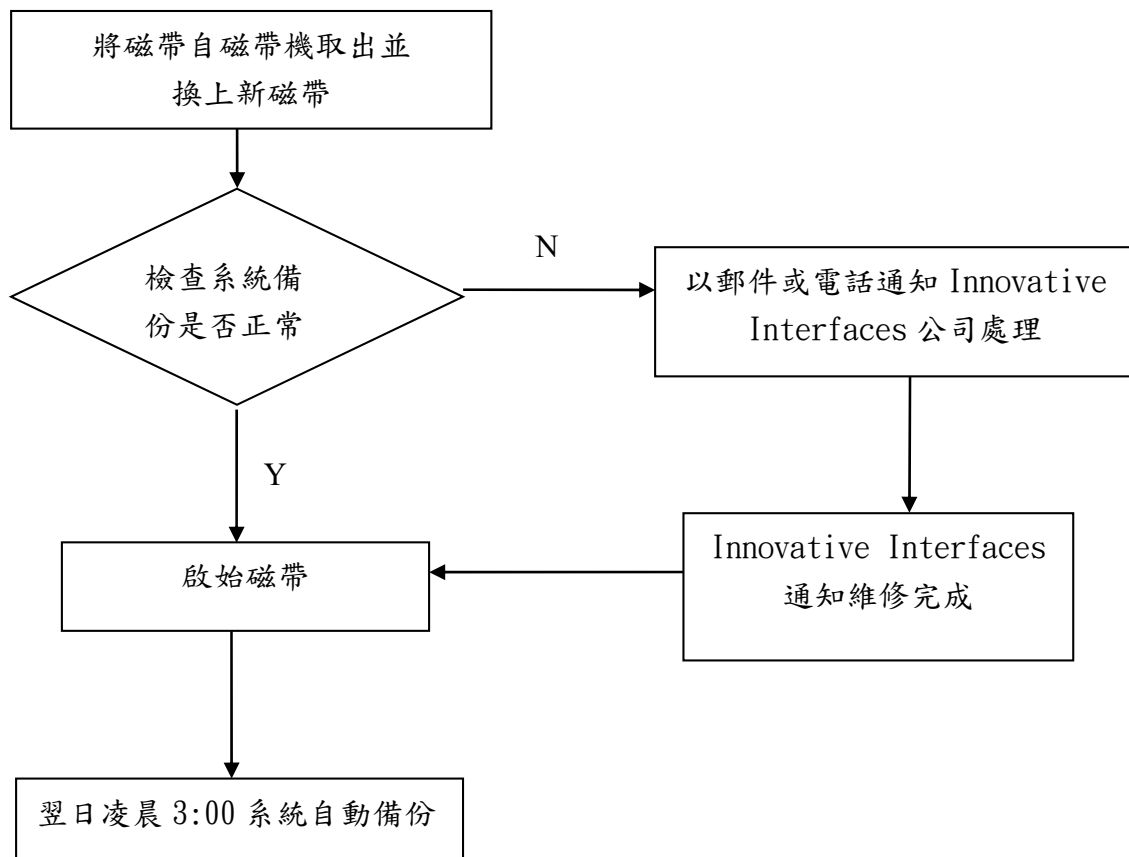 將磁帶自磁帶機取出並
換上新磁帶
檢查系統備
份是否正常
N
以郵件或電話通知 Innovative
Interfaces 公司處理
Y
啟始磁帶
Innovative Interfaces
通知維修完成
翌日凌晨 3:00 系統自動備份